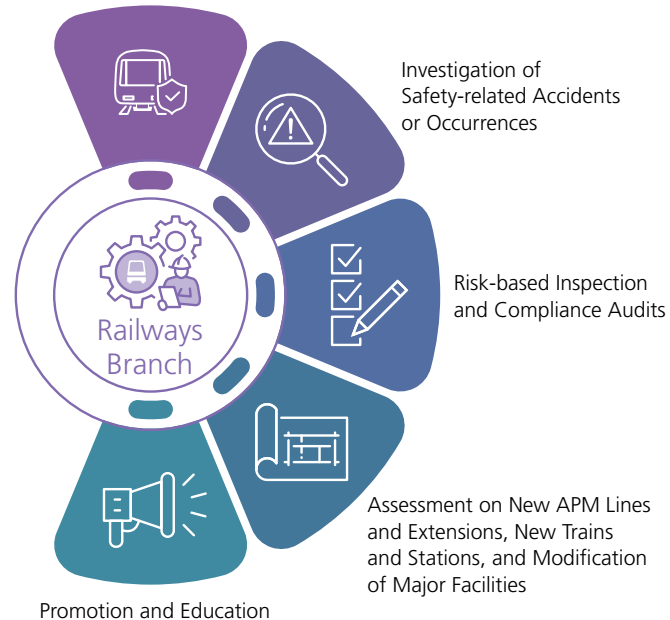 Investigation of
Safety-related Accidents
or Occurrences
Risk-based Inspection
and Compliance Audits
Railways
Branch
Assessment on New APM Lines
and Extensions, New Trains
and Stations, and Modification
of Major Facilities
Promotion and Education